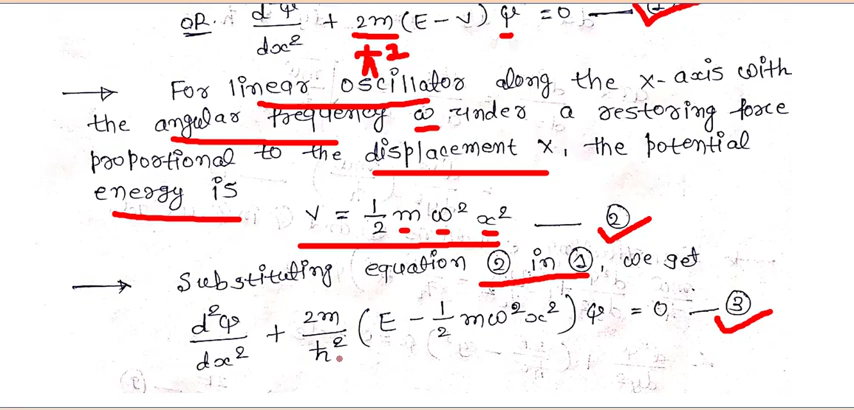 OR. d²Ψ/dx² + 2m/ħ² (E - V) Ψ = 0 — ①
→ For linear oscillator along the x-axis with
the angular frequency ω under a restoring force
proportional to the displacement x, the potential
energy is
V = 1/2 m ω² x² — ②
→ Substituting equation ② in ①, we get
d²Ψ/dx² + 2m/ħ² (E - 1/2 mω²x²) Ψ = 0 — ③